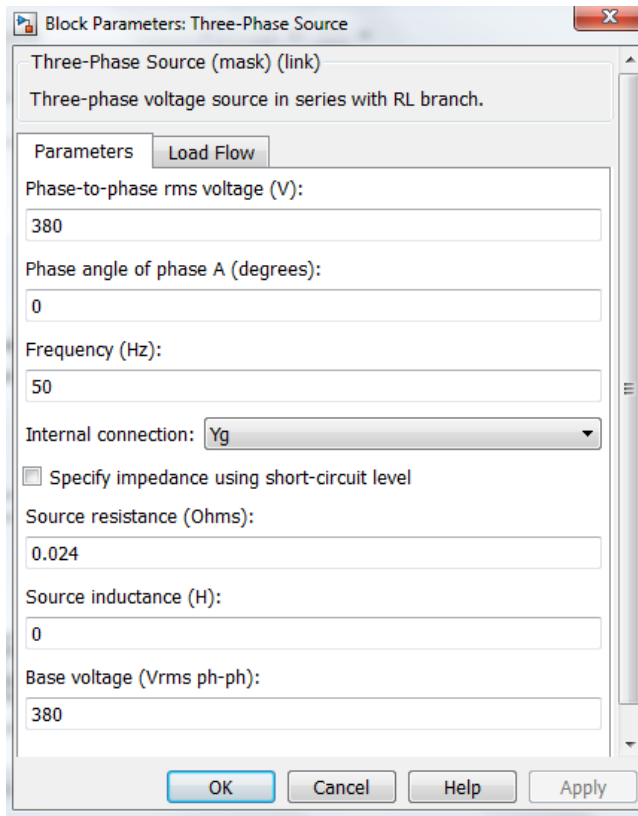 Block Parameters: Three-Phase Source
Three-Phase Source (mask) (link)
Three-phase voltage source in series with RL branch.
Parameters
Load Flow
Phase-to-phase rms voltage (V):
380
Phase angle of phase A (degrees):
0
Frequency (Hz):
50
Internal connection: Yg
Specify impedance using short-circuit level
Source resistance (Ohms):
0.024
Source inductance (H):
0
Base voltage (Vrms ph-ph):
380
OK Cancel Help Apply